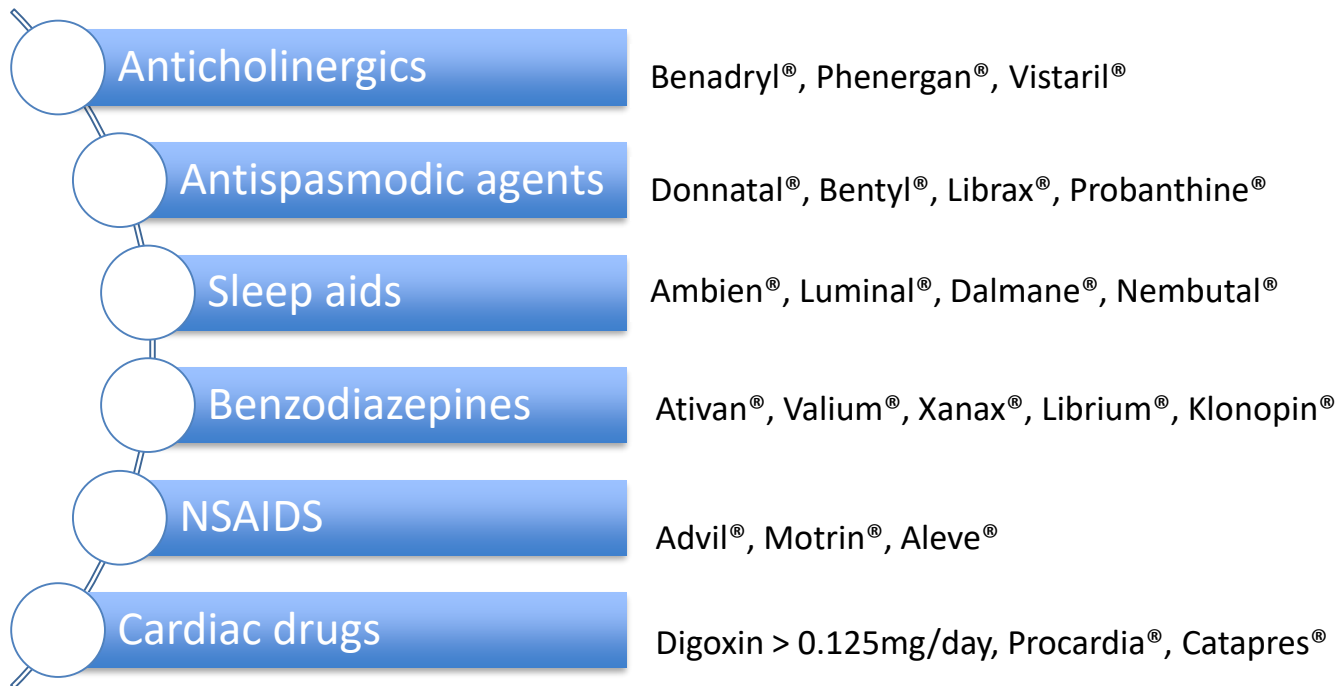 Anticholinergics
Benadryl®, Phenergan®, Vistaril®
Antispasmodic agents
Donnatal®, Bentyl®, Librax®, Probanthine®
Sleep aids
Ambien®, Luminal®, Dalmane®, Nembutal®
Benzodiazepines
Ativan®, Valium®, Xanax®, Librium®, Klonopin®
NSAIDS
Advil®, Motrin®, Aleve®
Cardiac drugs
Digoxin > 0.125mg/day, Procardia®, Catapres®